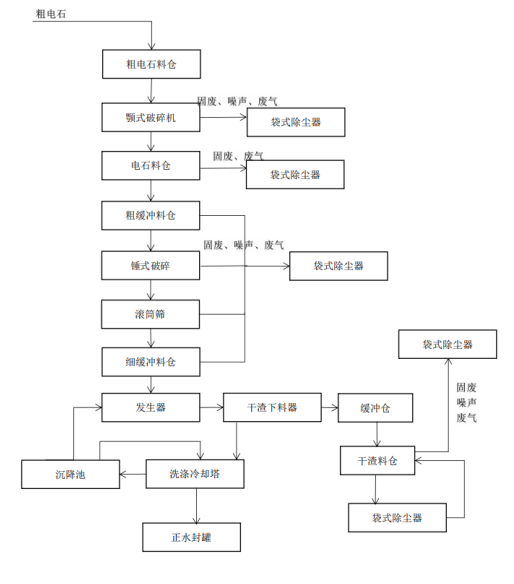 粗电石
粗电石料仓
固废、噪声、废气
颚式破碎机
袋式除尘器
固废、废气
电石料仓
袋式除尘器
粗缓冲料仓
固废、噪声、废气
锤式破碎
袋式除尘器
滚筒筛
袋式除尘器
细缓冲料仓
固废
噪声
废气
发生器
干渣下料器
缓冲仓
干渣料仓
沉降池
洗涤冷却塔
袋式除尘器
正水封罐